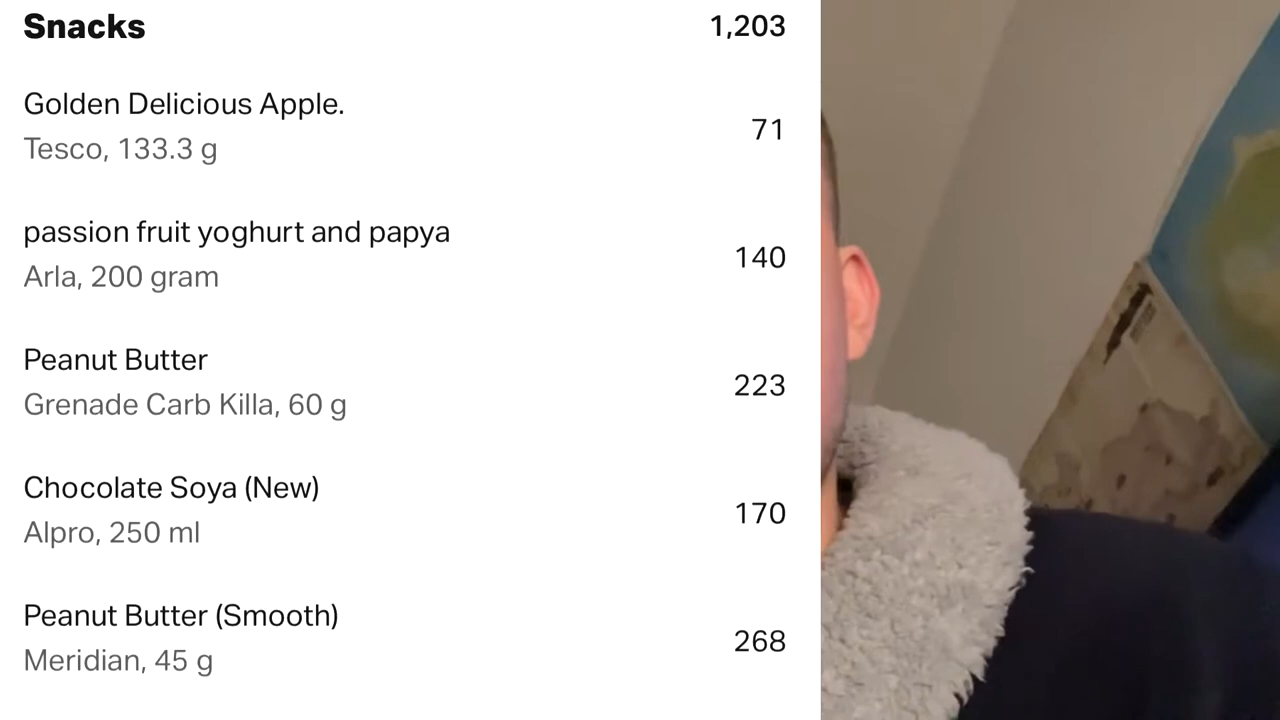 Snacks 1,203
Golden Delicious Apple.
Tesco, 133.3 g
71
passion fruit yoghurt and papya
Arla, 200 gram
140
Peanut Butter
Grenade Carb Killa, 60 g
223
Chocolate Soya (New)
Alpro, 250 ml
170
Peanut Butter (Smooth)
Meridian, 45 g
268